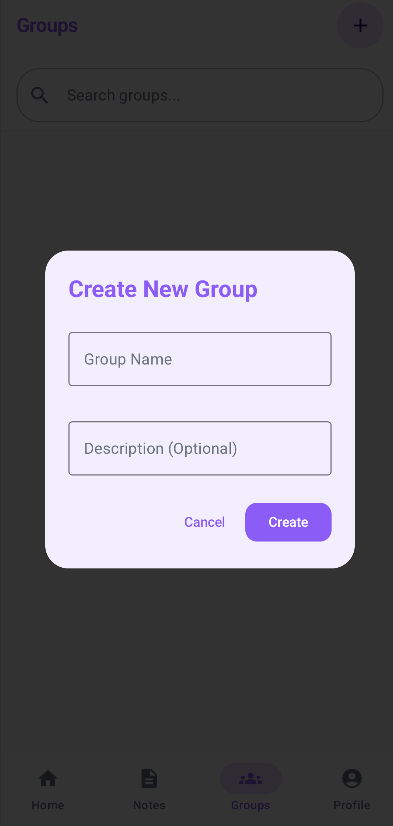 Groups
Search groups...
Create New Group
Group Name
Description (Optional)
Cancel Create
Home Notes Groups Profile